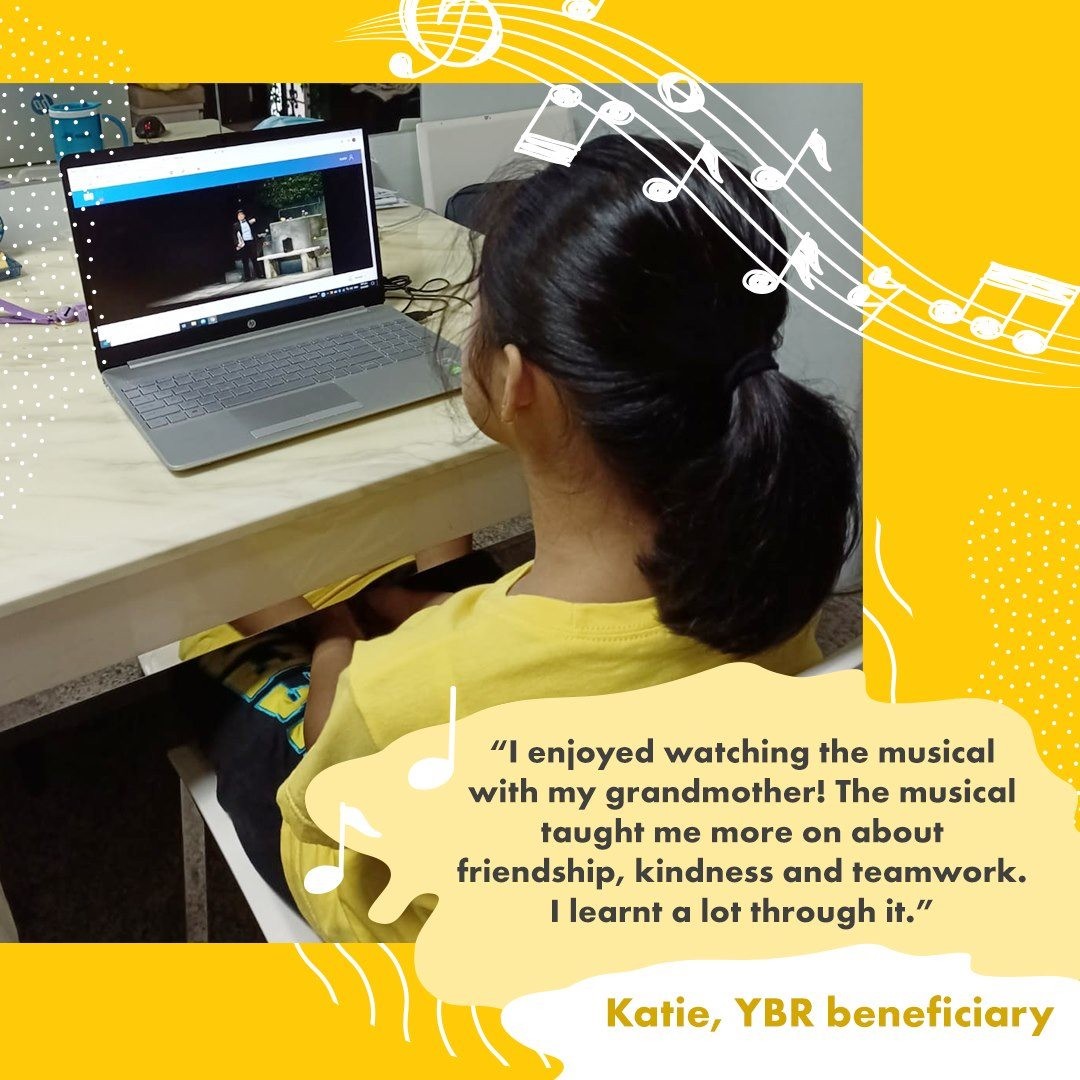 “I enjoyed watching the musical
with my grandmother! The musical
taught me more on about
friendship, kindness and teamwork.
I learnt a lot through it.”
Katie, YBR beneficiary
hp